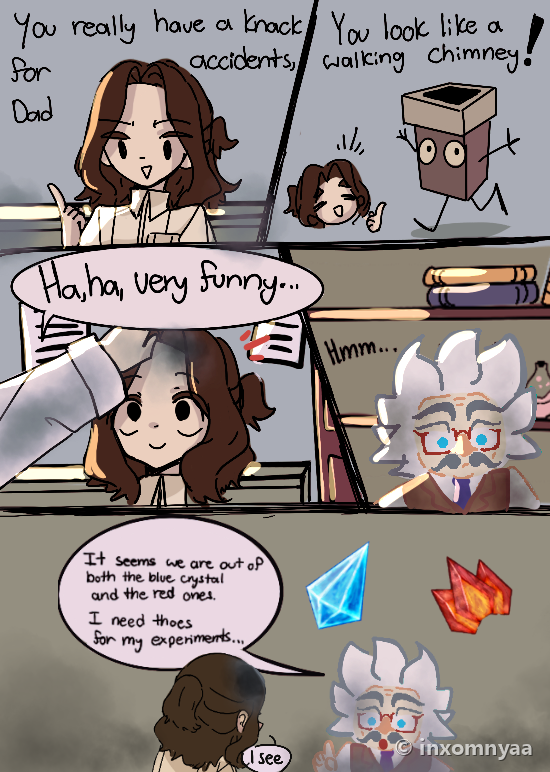 You really have a knack
for accidents,
Dad
You look like a
walking chimney!
Ha,ha, very funny...
Hmm...
It seems we are out of
both the blue crystal
and the red ones.
I need thoes
for my experiments...
I see
© inxomnyaa